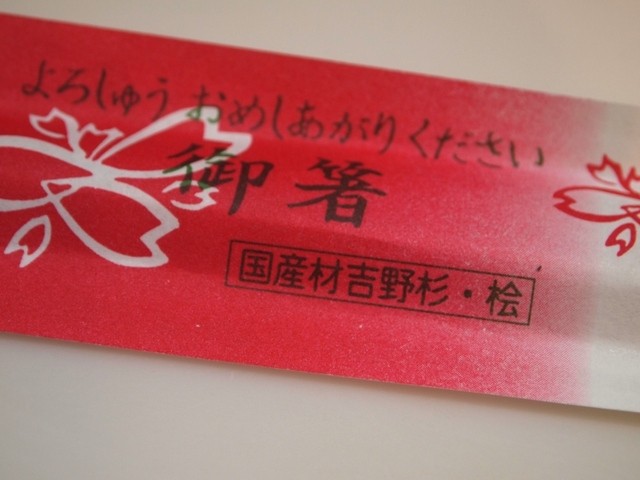 よろしゅう おめしあがりください
御箸
国産材吉野杉・桧